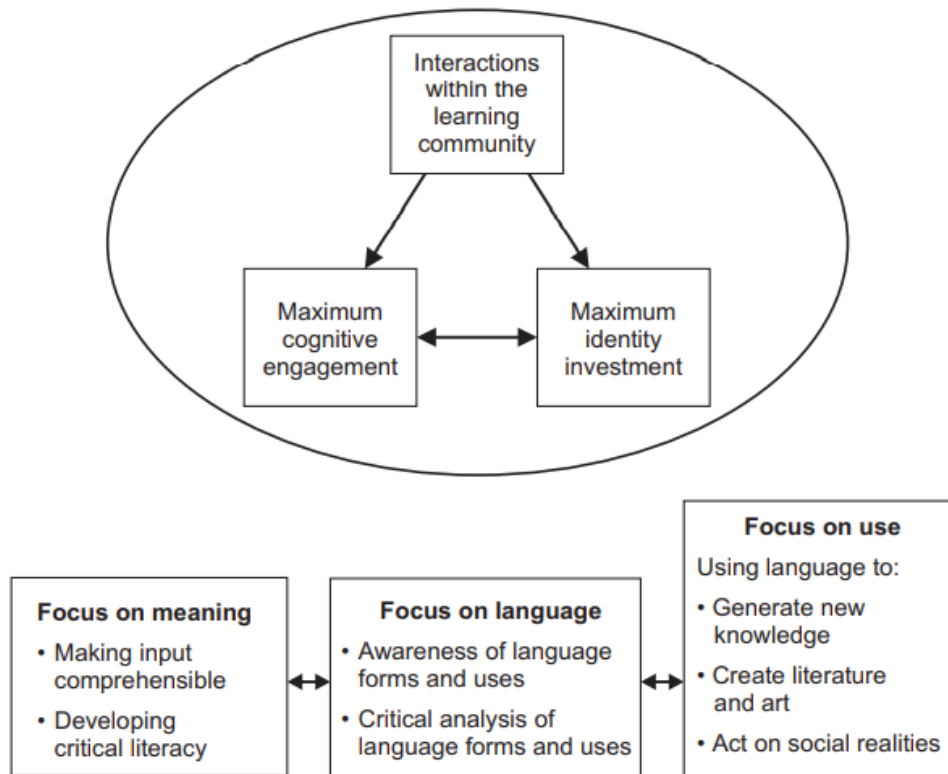 Interactions
within the
learning
community
Maximum
cognitive
engagement
Maximum
identity
investment
Focus on meaning
• Making input
comprehensible
• Developing
critical literacy
Focus on language
• Awareness of language
forms and uses
• Critical analysis of
language forms and uses
Focus on use
Using language to:
• Generate new
knowledge
• Create literature
and art
• Act on social realities